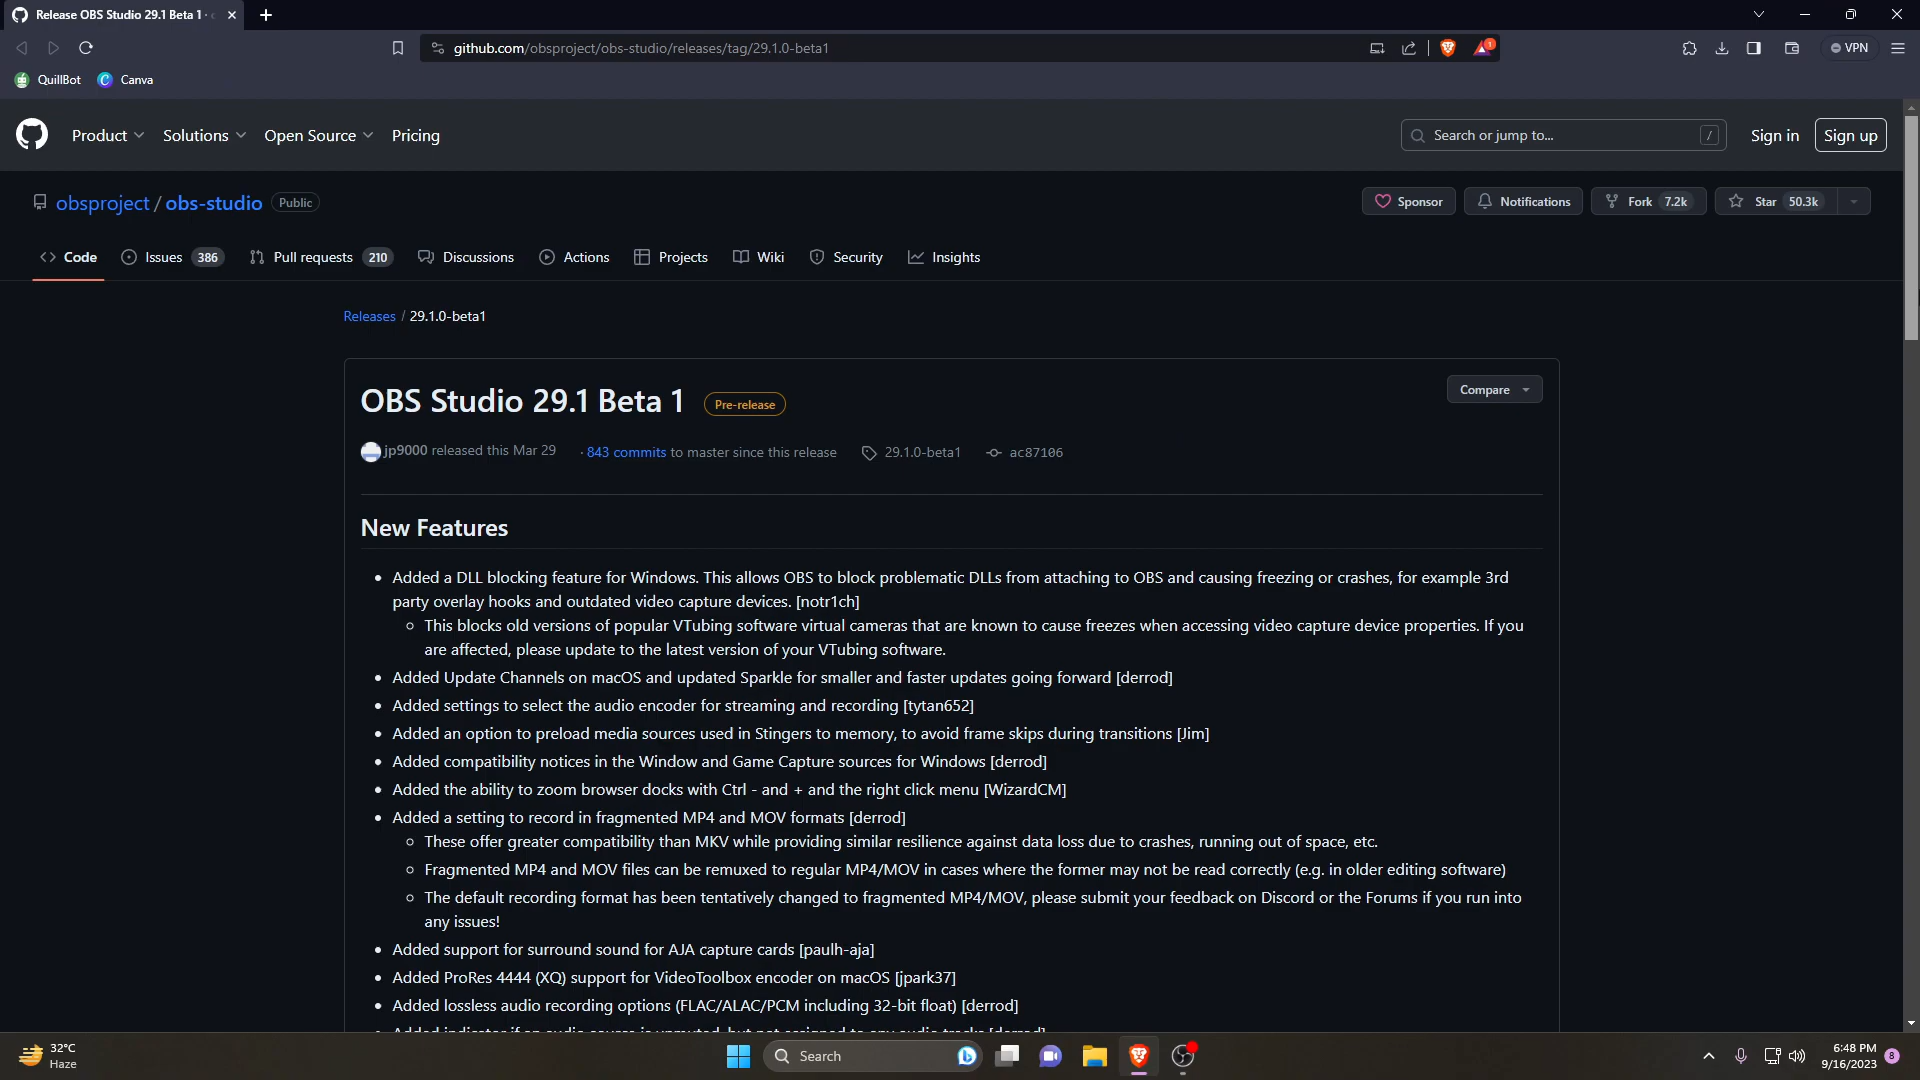 Release OBS Studio 29.1 Beta 1 ·
github.com/obsproject/obs-studio/releases/tag/29.1.0-beta1
1
VPN
QuillBot
Canva
Product
Solutions
Open Source
Pricing
Search or jump to...
/
Sign in
Sign up
obsproject / obs-studio
Public
Sponsor
Notifications
Fork 7.2k
Star 50.3k
Code
Issues 386
Pull requests 210
Discussions
Actions
Projects
Wiki
Security
Insights
Releases / 29.1.0-beta1
OBS Studio 29.1 Beta 1
Pre-release
Compare
jp9000 released this Mar 29
· 843 commits to master since this release
29.1.0-beta1
ac87106
New Features
• Added a DLL blocking feature for Windows. This allows OBS to block problematic DLLs from attaching to OBS and causing freezing or crashes, for example 3rd
party overlay hooks and outdated video capture devices. [notr1ch]
◦ This blocks old versions of popular VTubing software virtual cameras that are known to cause freezes when accessing video capture device properties. If you
are affected, please update to the latest version of your VTubing software.
• Added Update Channels on macOS and updated Sparkle for smaller and faster updates going forward [derrod]
• Added settings to select the audio encoder for streaming and recording [tytan652]
• Added an option to preload media sources used in Stingers to memory, to avoid frame skips during transitions [Jim]
• Added compatibility notices in the Window and Game Capture sources for Windows [derrod]
• Added the ability to zoom browser docks with Ctrl - and + and the right click menu [WizardCM]
• Added a setting to record in fragmented MP4 and MOV formats [derrod]
◦ These offer greater compatibility than MKV while providing similar resilience against data loss due to crashes, running out of space, etc.
◦ Fragmented MP4 and MOV files can be remuxed to regular MP4/MOV in cases where the former may not be read correctly (e.g. in older editing software)
◦ The default recording format has been tentatively changed to fragmented MP4/MOV, please submit your feedback on Discord or the Forums if you run into
any issues!
• Added support for surround sound for AJA capture cards [paulh-aja]
• Added ProRes 4444 (XQ) support for VideoToolbox encoder on macOS [jpark37]
• Added lossless audio recording options (FLAC/ALAC/PCM including 32-bit float) [derrod]
• Added indicator if an audio source is unmuted, but not assigned to any audio tracks [derrod]
32°C
Haze
Search
6:48 PM
9/16/2023
8